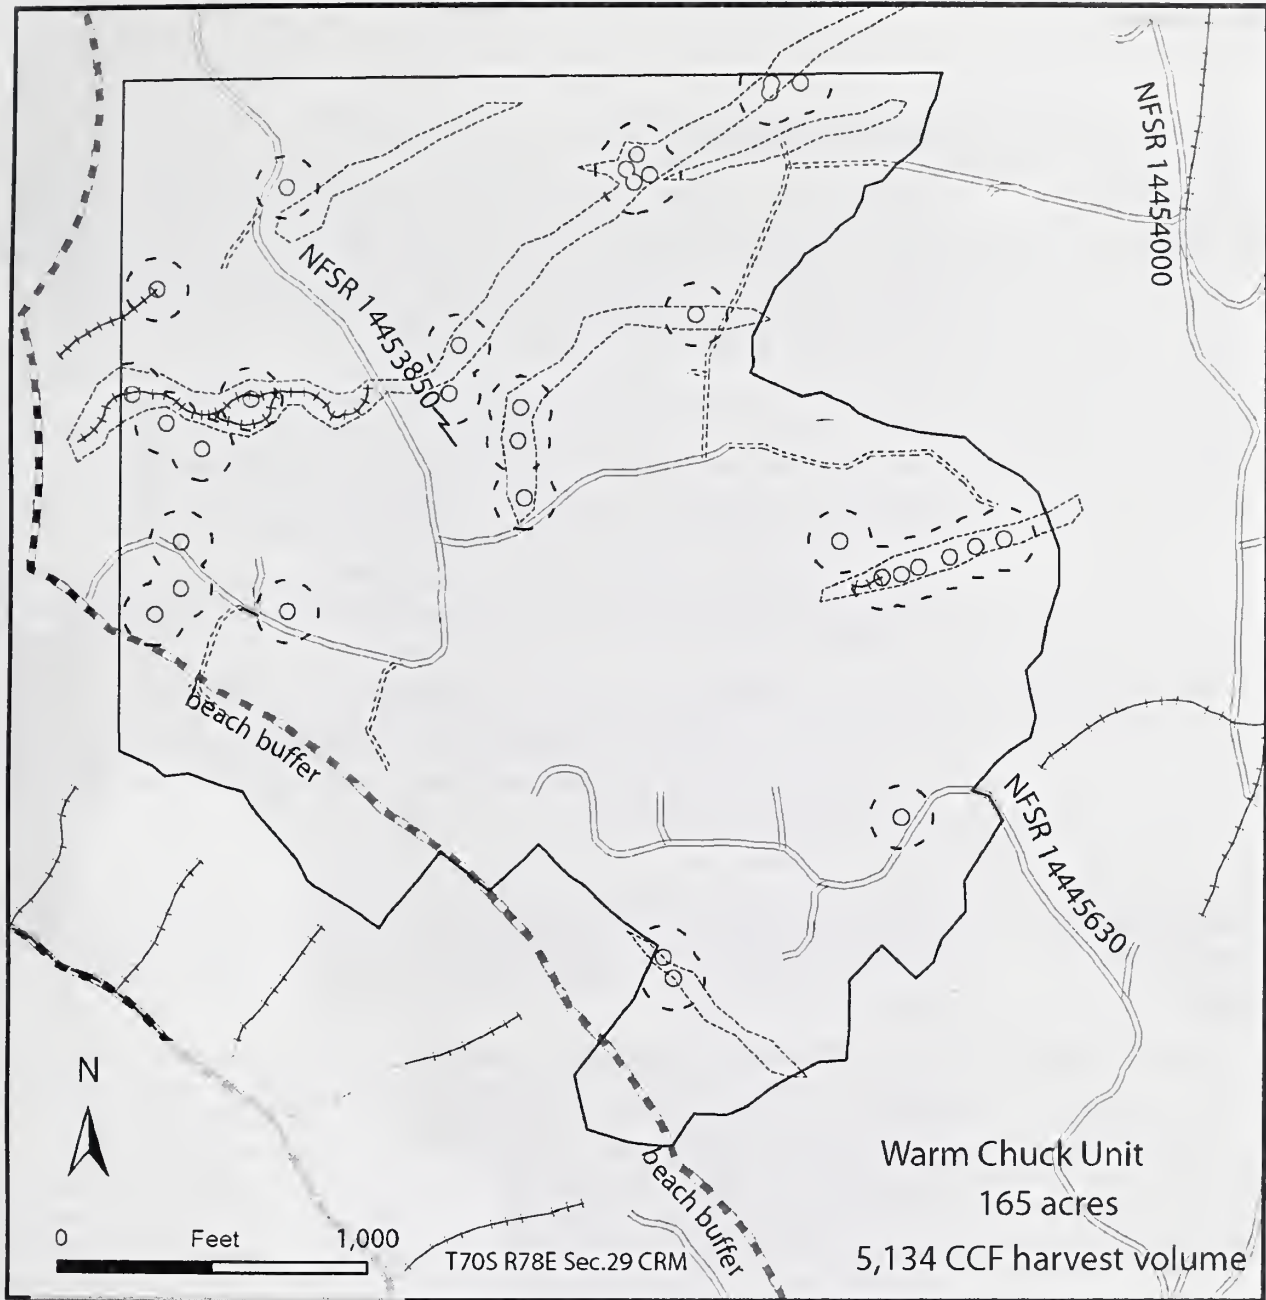 NFSR 14454000
NFSR 14453850
beach buffer
NFSR 14445630
N
Warm Chuck Unit
165 acres
beach buffer
0 Feet 1,000
T70S R78E Sec.29 CRM
5,134 CCF harvest volume